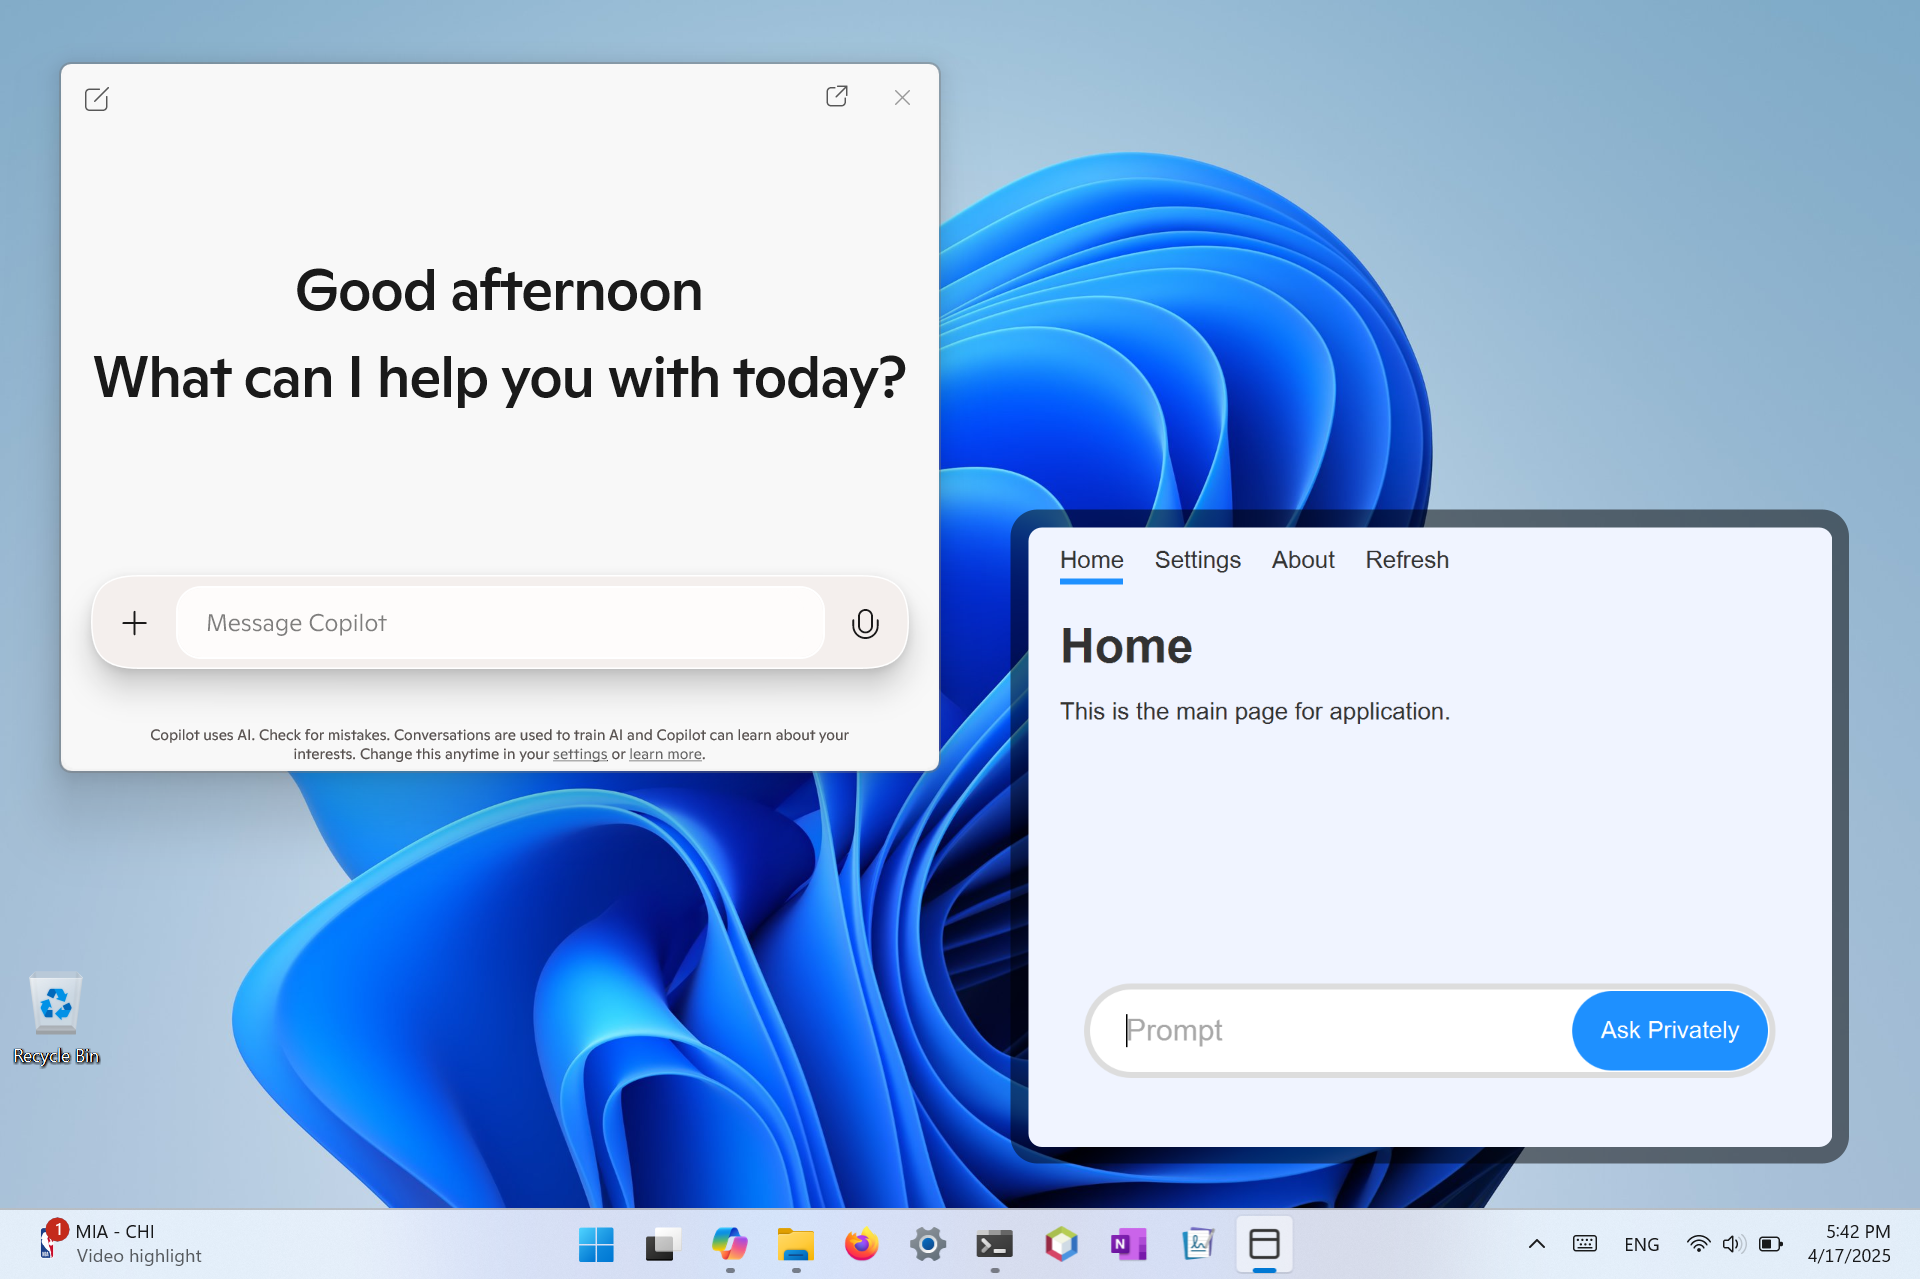 Good afternoon
What can I help you with today?
Message Copilot
Copilot uses AI. Check for mistakes. Conversations are used to train AI and Copilot can learn about your
interests. Change this anytime in your settings or learn more.
Home Settings About Refresh
Home
This is the main page for application.
Prompt
Ask Privately
Recycle Bin
1
MIA - CHI
Video highlight
N
ENG
5:42 PM
4/17/2025